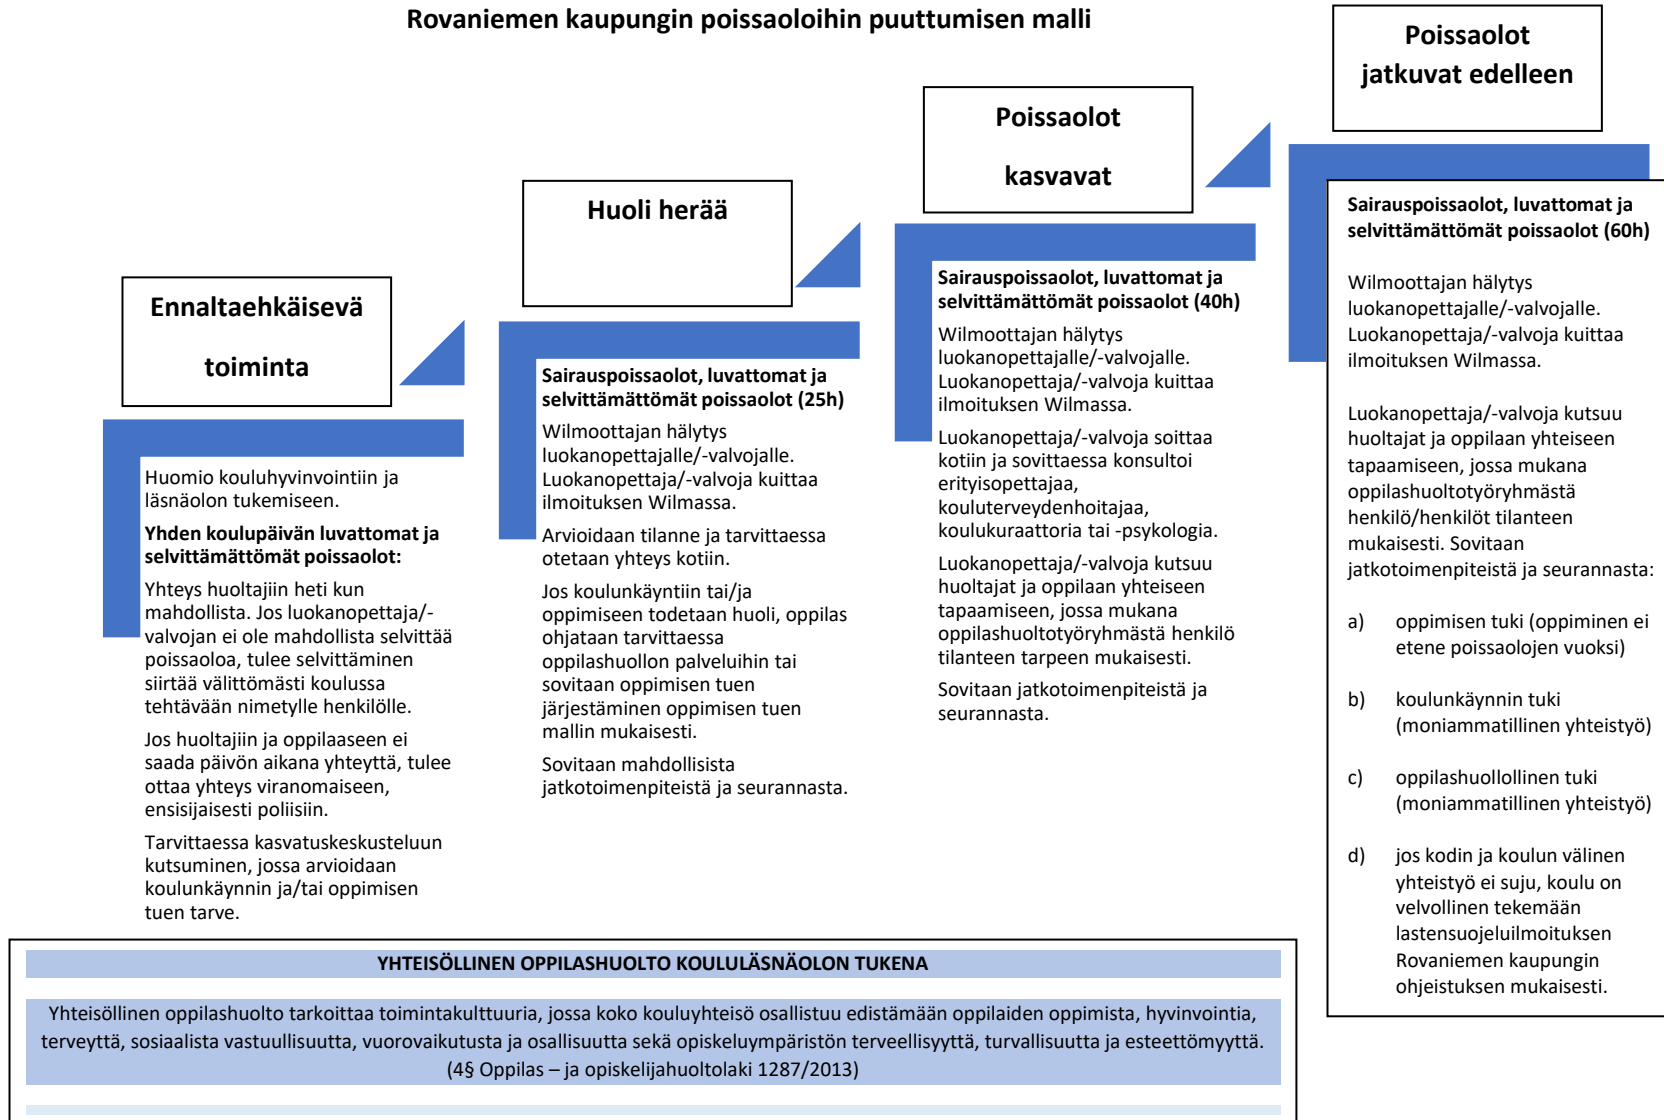 Rovaniemen kaupungin poissaoloihin puuttumisen malli
Ennaltaehkäisevä
toiminta
Huomio kouluhyvinvointiin ja
läsnäolon tukemiseen.
Yhden koulupäivän luvattomat ja
selvittämättömät poissaolot:
Yhteys huoltajiin heti kun
mahdollista. Jos luokanopettaja/-
valvojan ei ole mahdollista selvittää
poissaoloa, tulee selvittäminen
siirtää välittömästi koulussa
tehtävään nimetylle henkilölle.
Jos huoltajiin ja oppilaaseen ei
saada päivön aikana yhteyttä, tulee
ottaa yhteys viranomaiseen,
ensisijaisesti poliisiin.
Tarvittaessa kasvatuskeskusteluun
kutsuminen, jossa arvioidaan
koulunkäynnin ja/tai oppimisen
tuen tarve.
Huoli herää
Sairauspoissaolot, luvattomat ja
selvittämättömät poissaolot (25h)
Wilmoottajan hälytys
luokanopettajalle/-valvojalle.
Luokanopettaja/-valvoja kuittaa
ilmoituksen Wilmassa.
Arvioidaan tilanne ja tarvittaessa
otetaan yhteys kotiin.
Jos koulunkäyntiin tai/ja
oppimiseen todetaan huoli, oppilas
ohjataan tarvittaessa
oppilashuollon palveluihin tai
sovitaan oppimisen tuen
järjestäminen oppimisen tuen
mallin mukaisesti.
Sovitaan mahdollisista
jatkotoimenpiteistä ja seurannasta.
Poissaolot
kasvavat
Sairauspoissaolot, luvattomat ja
selvittämättömät poissaolot (40h)
Wilmoottajan hälytys
luokanopettajalle/-valvojalle.
Luokanopettaja/-valvoja kuittaa
ilmoituksen Wilmassa.
Luokanopettaja/-valvoja soittaa
kotiin ja sovittaessa konsultoi
erityisopettajaa,
kouluterveydenhoitajaa,
koulukuraattoria tai -psykologia.
Luokanopettaja/-valvoja kutsuu
huoltajat ja oppilaan yhteiseen
tapaamiseen, jossa mukana
oppilashuoltotyöryhmästä henkilö
tilanteen tarpeen mukaisesti.
Sovitaan jatkotoimenpiteistä ja
seurannasta.
Poissaolot
jatkuvat edelleen
Sairauspoissaolot, luvattomat ja
selvittämättömät poissaolot (60h)
Wilmoottajan hälytys
luokanopettajalle/-valvojalle.
Luokanopettaja/-valvoja kuittaa
ilmoituksen Wilmassa.
Luokanopettaja/-valvoja kutsuu
huoltajat ja oppilaan yhteiseen
tapaamiseen, jossa mukana
oppilashuoltotyöryhmästä
henkilö/henkilöt tilanteen
mukaisesti. Sovitaan
jatkotoimenpiteistä ja seurannasta:
a) oppimisen tuki (oppiminen ei
etene poissaolojen vuoksi)
b) koulunkäynnin tuki
(moniammatillinen yhteistyö)
c) oppilashuollollinen tuki
(moniammatillinen yhteistyö)
d) jos kodin ja koulun välinen
yhteistyö ei suju, koulu on
velvollinen tekemään
lastensuojeluilmoituksen
Rovaniemen kaupungin
ohjeistuksen mukaisesti.
YHTEISÖLLINEN OPPILASHUOLTO KOULULÄSNÄOLON TUKENA
Yhteisöllinen oppilashuolto tarkoittaa toimintakulttuuria, jossa koko kouluyhteisö osallistuu edistämään oppilaiden oppimista, hyvinvointia,
terveyttä, sosiaalista vastuullisuutta, vuorovaikutusta ja osallisuutta sekä opiskeluympäristön terveellisyyttä, turvallisuutta ja esteettömyyttä.
(4§ Oppilas – ja opiskelijahuoltolaki 1287/2013)